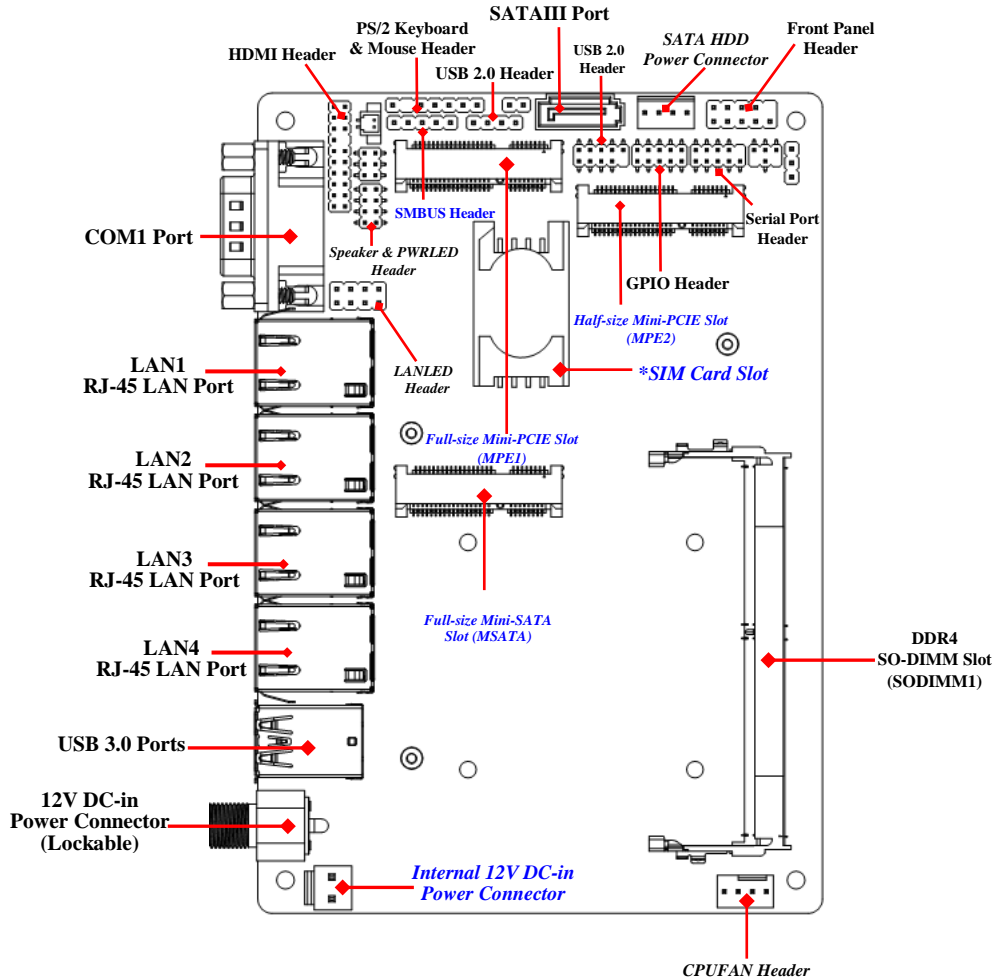 SATAIII Port
PS/2 Keyboard
& Mouse Header
HDMI Header
USB 2.0 Header
USB 2.0
Header
SATA HDD
Power Connector
Front Panel
Header
COM1 Port
SMBUS Header
Speaker & PWRLED
Header
Serial Port
Header
GPIO Header
Half-size Mini-PCIE Slot
(MPE2)
LAN1
RJ-45 LAN Port
LANLED
Header
*SIM Card Slot
Full-size Mini-PCIE Slot
(MPE1)
LAN2
RJ-45 LAN Port
LAN3
RJ-45 LAN Port
Full-size Mini-SATA
Slot (MSATA)
LAN4
RJ-45 LAN Port
DDR4
SO-DIMM Slot
(SODIMM1)
USB 3.0 Ports
12V DC-in
Power Connector
(Lockable)
Internal 12V DC-in
Power Connector
CPUFAN Header